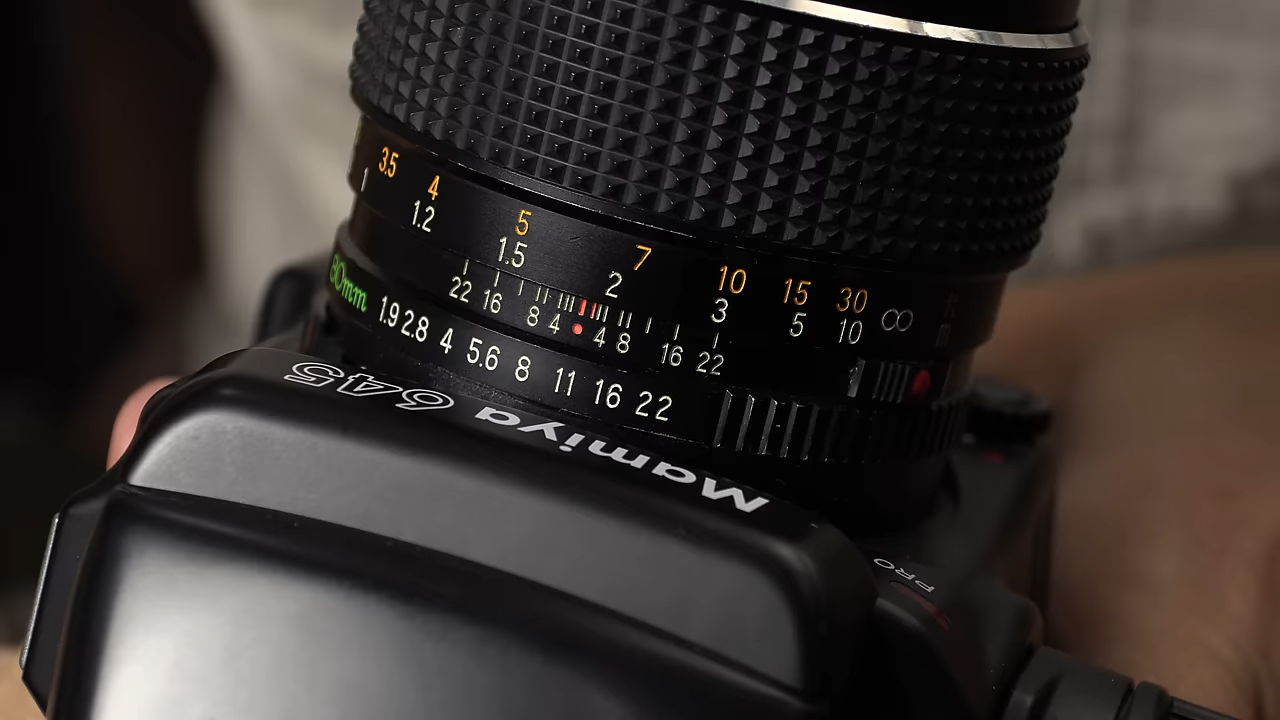 3.5 4 5 7 10 15 30 ∞
1 1.2 1.5 2 3 5 10
22 16 8 4 4 8 16 22
80mm 1.9 2.8 4 5.6 8 11 16 22
Mamiya 645
PRO